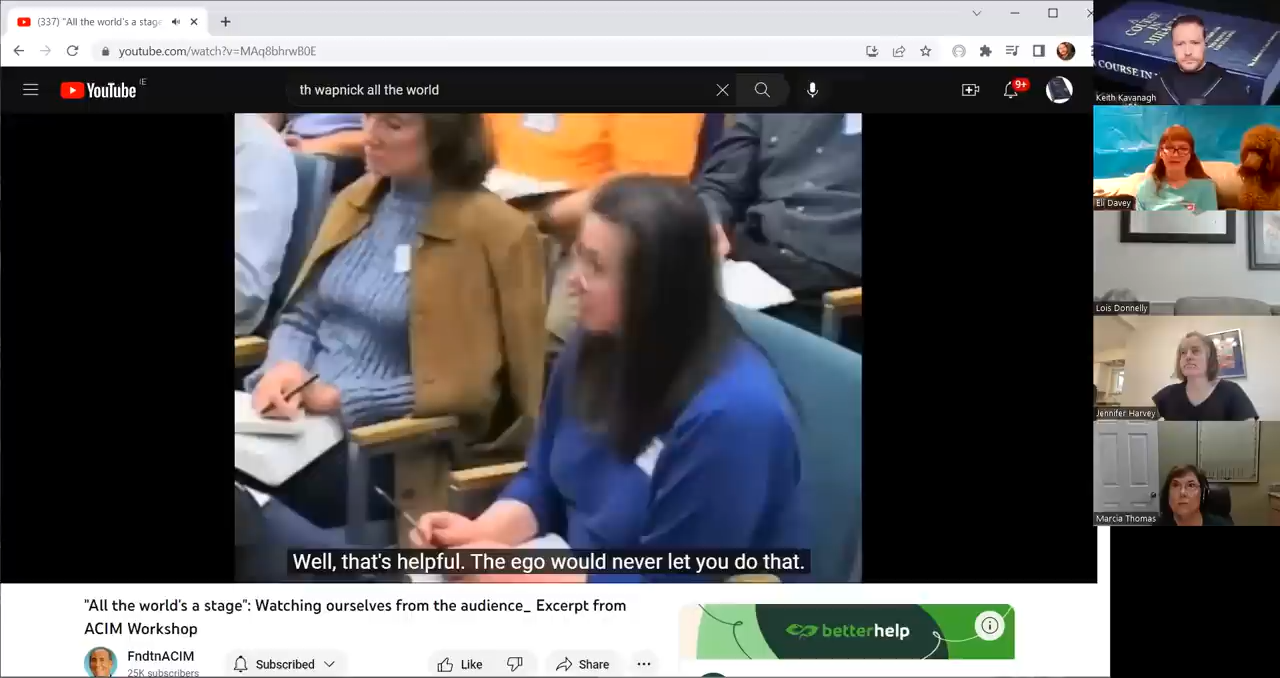 (337) "All the world's a stage
youtube.com/watch?v=MAq8bhrwB0E
YouTube IE
th wapnick all the world
9+
Well, that's helpful. The ego would never let you do that.
"All the world's a stage": Watching ourselves from the audience_ Excerpt from
ACIM Workshop
FndtnACIM
25K subscribers
Subscribed
Like
Share
betterhelp
A COURSE IN
Keith Kavanagh
Eli Davey
Lois Donnelly
Jennifer Harvey
Marcia Thomas